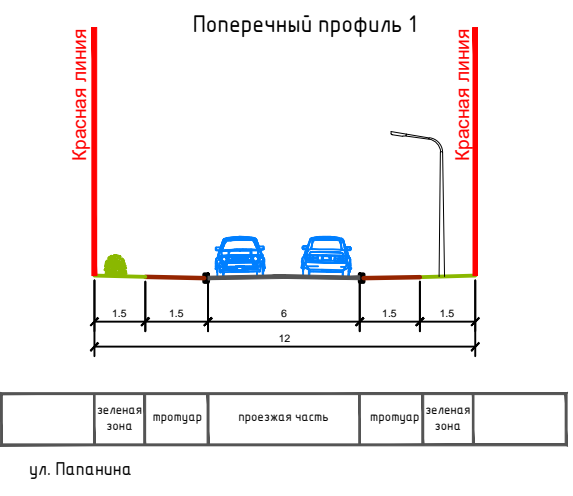 Поперечный профиль 1
Красная линия
Красная линия
1.5 1.5 6 1.5 1.5
12
зеленая зона
тротуар
проезжая часть
тротуар
зеленая зона
ул. Папанина